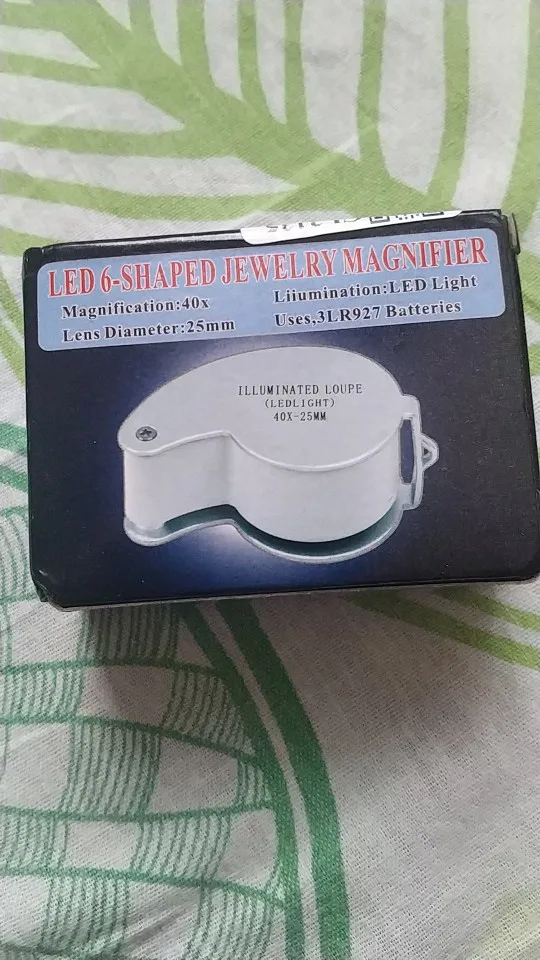 LED 6-SHAPED JEWELRY MAGNIFIER
Magnification:40x
Liiumination:LED Light
Lens Diameter:25mm
Uses,3LR927 Batteries
ILLUMINATED LOUPE
(LEDLIGHT)
40X-25MM